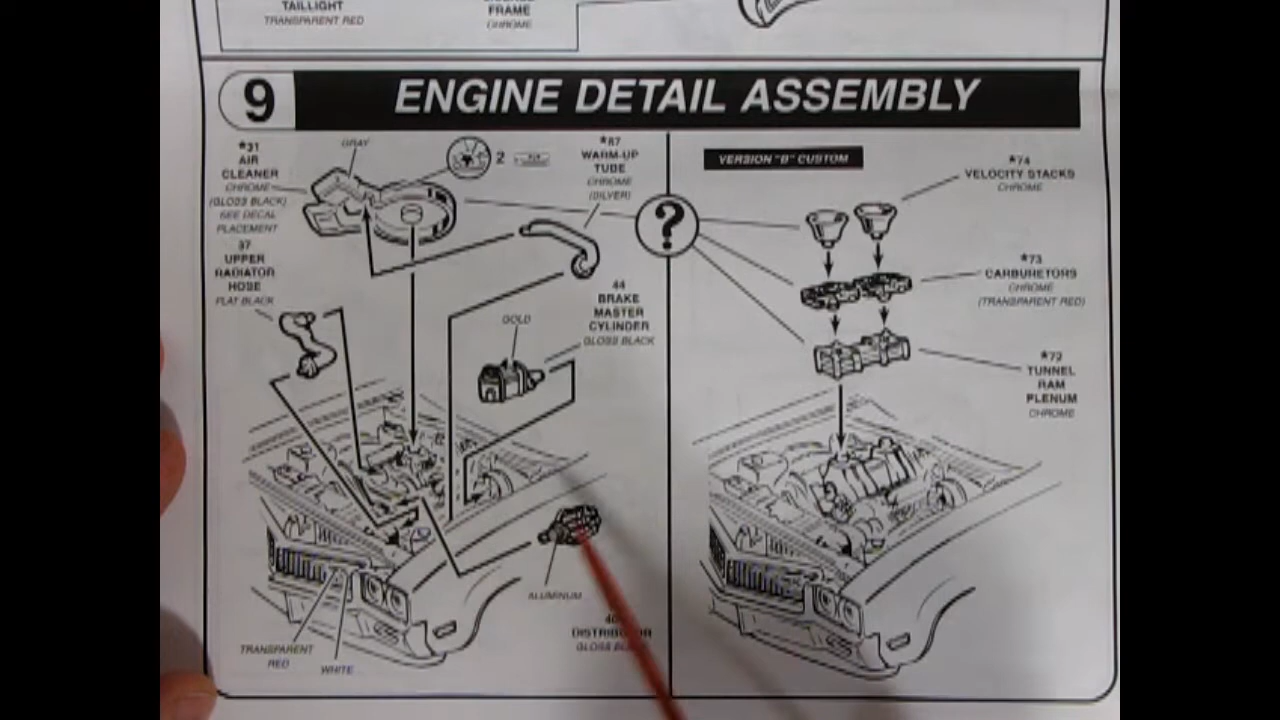 TAILLIGHT
TRANSPARENT RED
FRAME
CHROME
9
ENGINE DETAIL ASSEMBLY
*31
AIR
CLEANER
CHROME
(GLOSS BLACK)
SEE DECAL
PLACEMENT
GRAY
2
*67
WARM-UP
TUBE
CHROME
(SILVER)
37
UPPER
RADIATOR
HOSE
FLAT BLACK
GOLD
44
BRAKE
MASTER
CYLINDER
GLOSS BLACK
ALUMINUM
DISTRIBUTOR
GLOSS
TRANSPARENT
RED
WHITE
?
VERSION "B" CUSTOM
*74
VELOCITY STACKS
CHROME
*73
CARBURETORS
CHROME
(TRANSPARENT RED)
*72
TUNNEL
RAM
PLENUM
CHROME